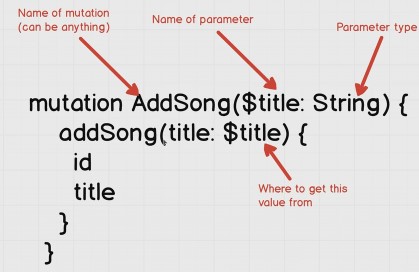 Name of mutation
(can be anything)
Name of parameter
Parameter type
mutation AddSong($title: String) {
addSong(title: $title) {
id
title
}
}
Where to get this
value from